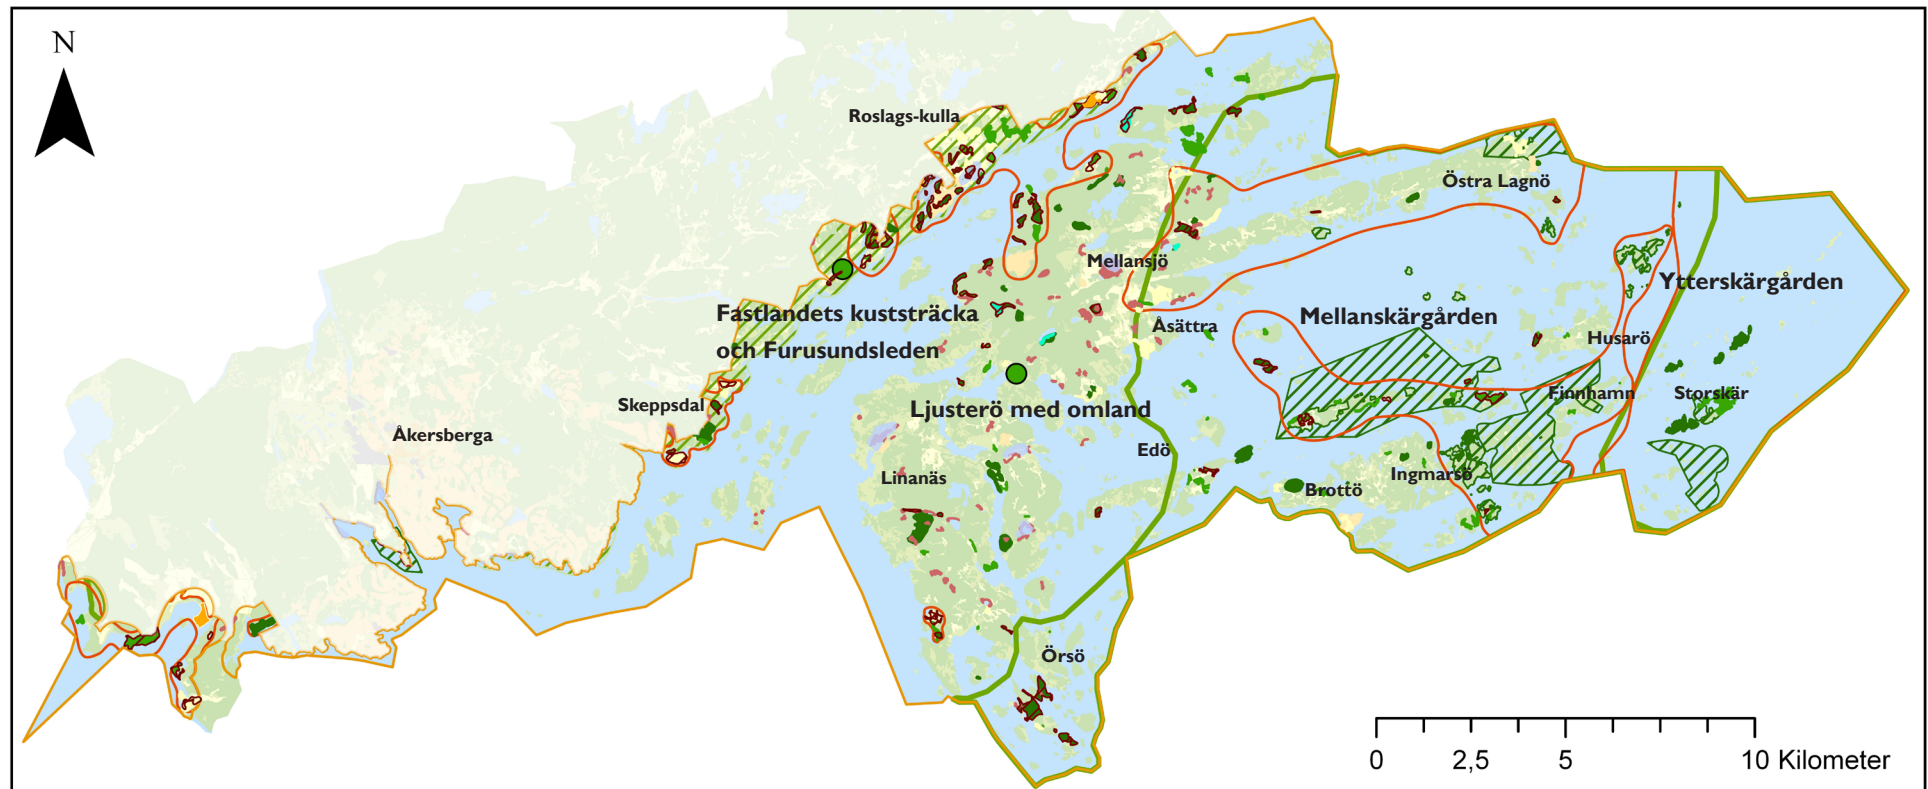 N
Roslags-kulla
Östra Lagnö
Mellansjö
Ytterskärgården
Fastlandets kuststräcka
och Furusundsleden
Mellanskärgården
Åsättra
Husarö
Finnhamn
Storskär
Skeppsdal
Ljusterö med omland
Åkersberga
Edö
Linanäs
Ingmarsö
Brottö
Örsö
0 2,5 5 10 Kilometer